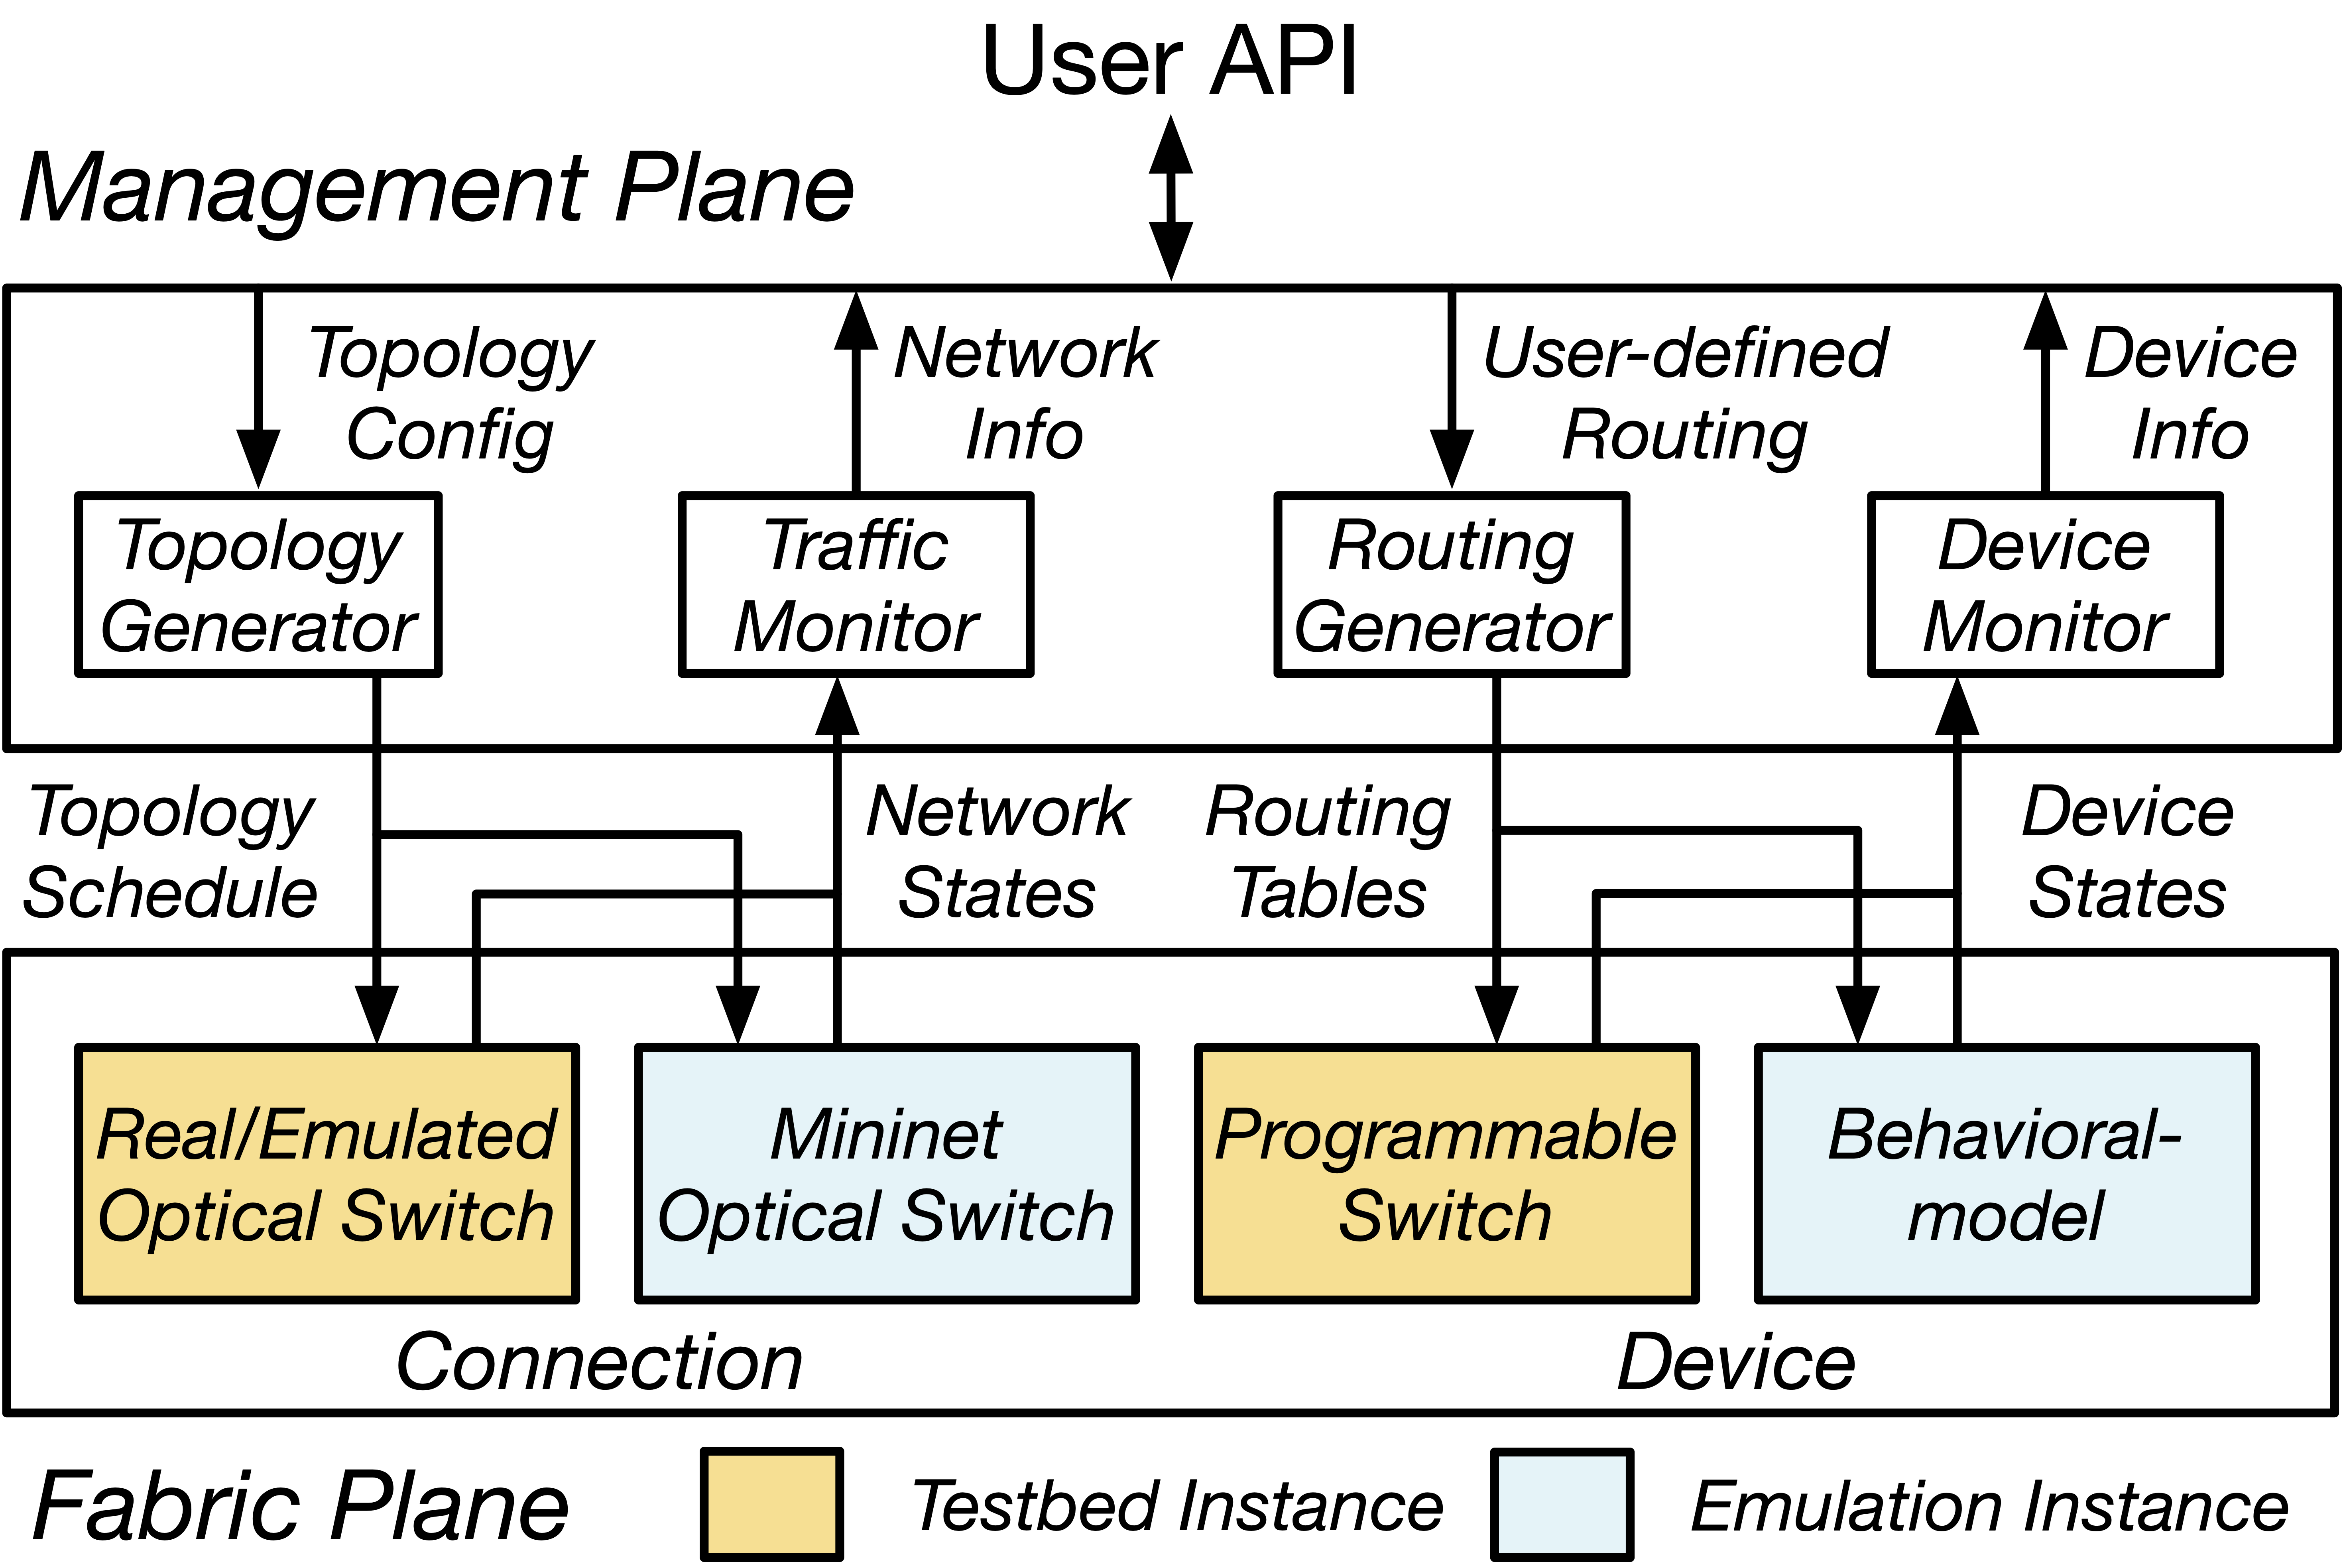 User API
Management Plane
Topology
Config
Network
Info
User-defined
Routing
Device
Info
Topology
Generator
Traffic
Monitor
Routing
Generator
Device
Monitor
Topology
Schedule
Network
States
Routing
Tables
Device
States
Real/Emulated
Optical Switch
Mininet
Optical Switch
Programmable
Switch
Behavioral-
model
Connection
Device
Fabric Plane
Testbed Instance
Emulation Instance